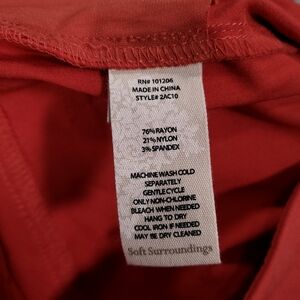 RN# 101206
MADE IN CHINA
STYLE# 2AC10
76% RAYON
21% NYLON
3% SPANDEX
MACHINE WASH COLD
SEPARATELY
GENTLE CYCLE
ONLY NON-CHLORINE
BLEACH WHEN NEEDED
HANG TO DRY
COOL IRON IF NEEDED
MAY BE DRY CLEANED
Soft Surroundings